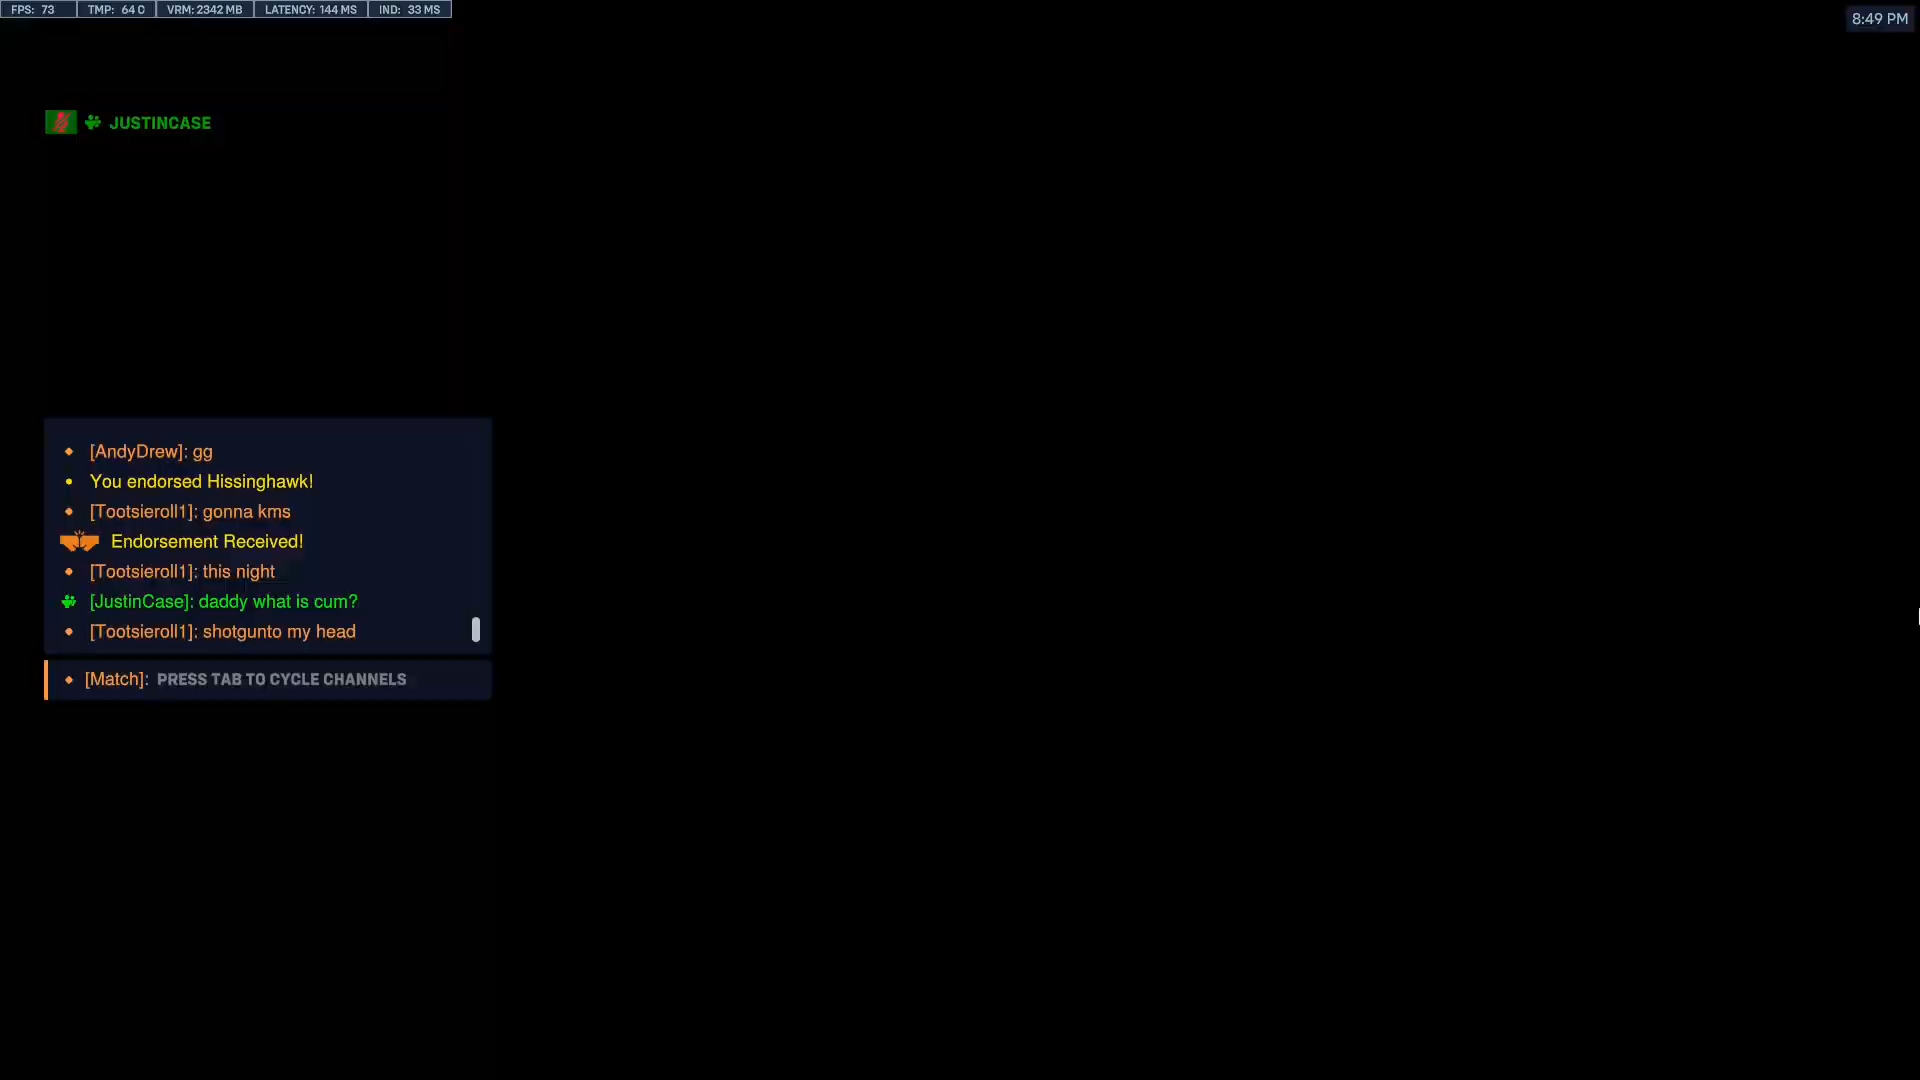 FPS: 73 TMP: 64 C VRM: 2342 MB LATENCY: 144 MS IND: 33 MS
8:49 PM
JUSTINCASE
[AndyDrew]: gg
You endorsed Hissinghawk!
[Tootsieroll1]: gonna kms
Endorsement Received!
[Tootsieroll1]: this night
[JustinCase]: daddy what is cum?
[Tootsieroll1]: shotgunto my head
[Match]: PRESS TAB TO CYCLE CHANNELS